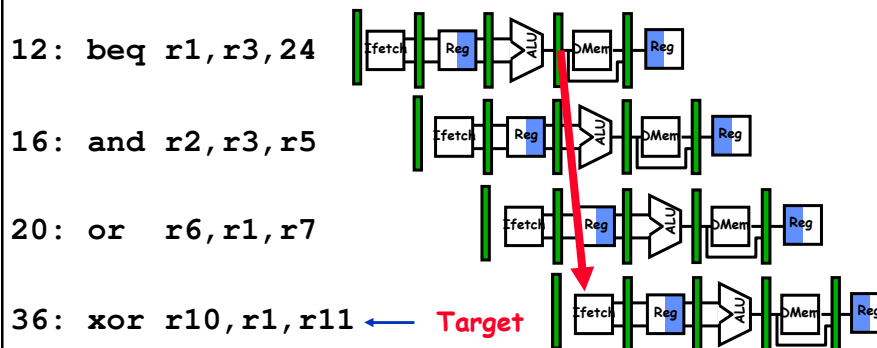 12: beq r1,r3,24 Ifetch Reg ALU DMem Reg
16: and r2,r3,r5 Ifetch Reg ALU DMem Reg
20: or r6,r1,r7 Ifetch Reg ALU DMem Reg
36: xor r10,r1,r11 Target Ifetch Reg ALU DMem Reg